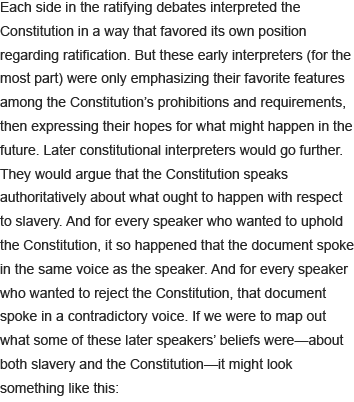 Each side in the ratifying debates interpreted the
Constitution in a way that favored its own position
regarding ratification. But these early interpreters (for the
most part) were only emphasizing their favorite features
among the Constitution’s prohibitions and requirements,
then expressing their hopes for what might happen in the
future. Later constitutional interpreters would go further.
They would argue that the Constitution speaks
authoritatively about what ought to happen with respect
to slavery. And for every speaker who wanted to uphold
the Constitution, it so happened that the document spoke
in the same voice as the speaker. And for every speaker
who wanted to reject the Constitution, that document
spoke in a contradictory voice. If we were to map out
what some of these later speakers’ beliefs were—about
both slavery and the Constitution—it might look
something like this: